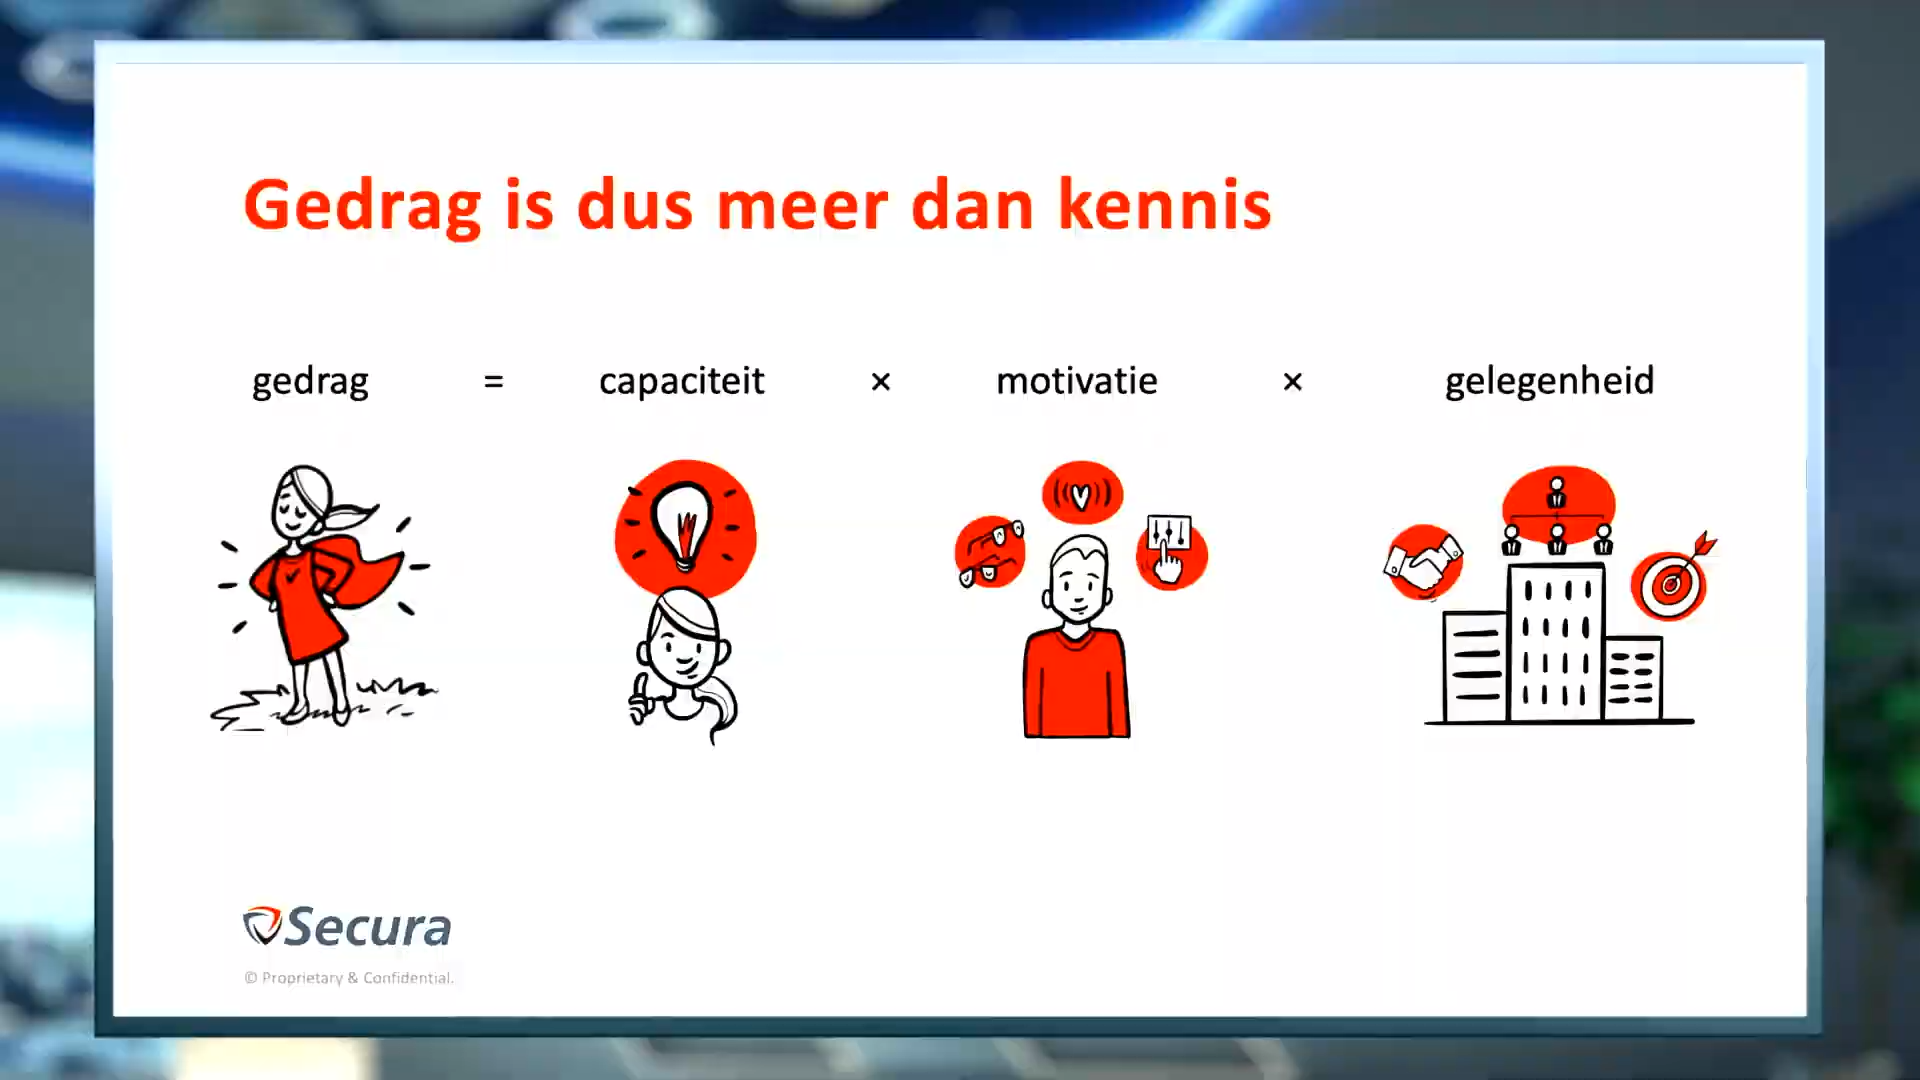 Gedrag is dus meer dan kennis
gedrag = capaciteit × motivatie × gelegenheid
Secura
© Proprietary & Confidential.